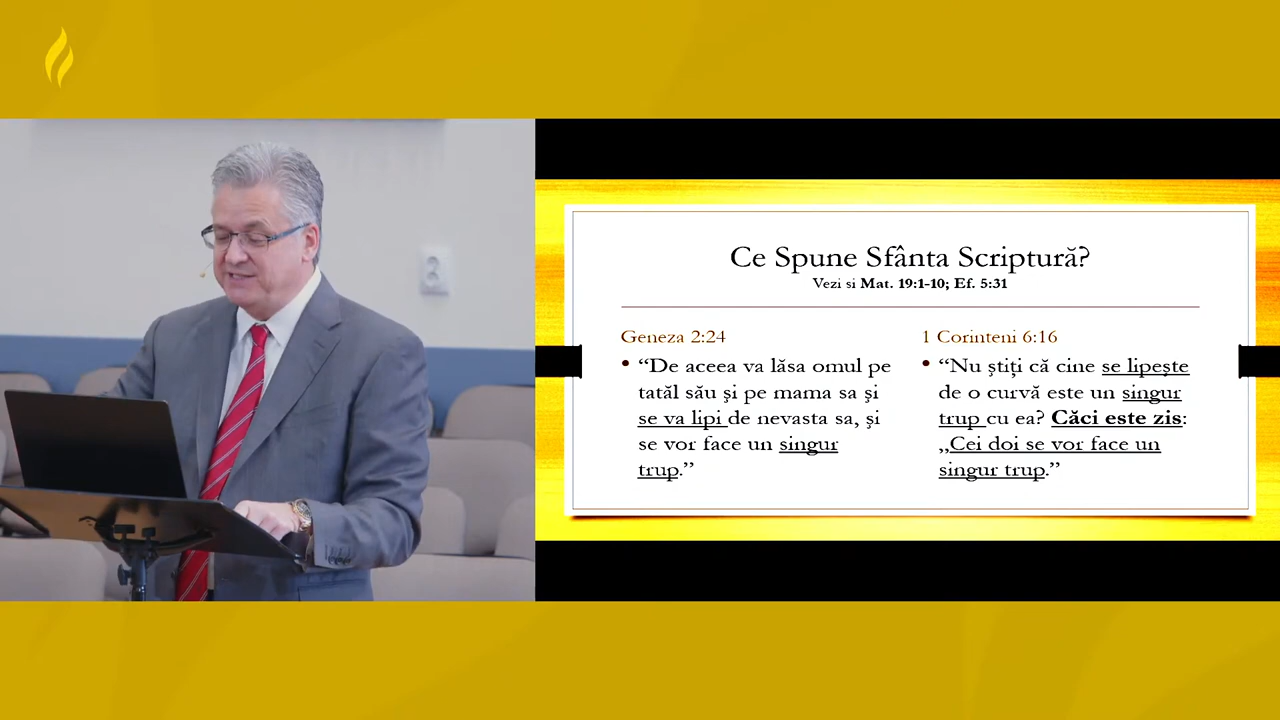 Ce Spune Sfânta Scriptură?
Vezi si Mat. 19:1-10; Ef. 5:31
Geneza 2:24
• “De aceea va lăsa omul pe
tatăl său şi pe mama sa şi
se va lipi de nevasta sa, şi
se vor face un singur
trup.”
1 Corinteni 6:16
• “Nu ştiţi că cine se lipeşte
de o curvă este un singur
trup cu ea? Căci este zis:
„Cei doi se vor face un
singur trup.”